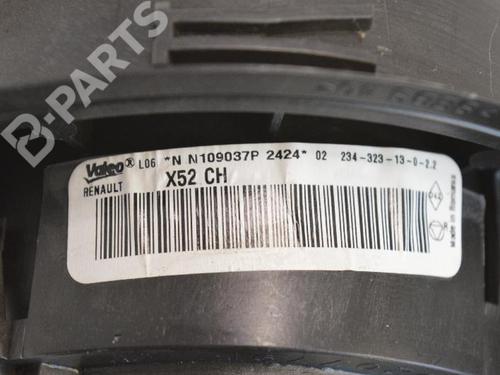 B-PARTS
Valeo® L06 *N N109037P 2424* 02 234-323-13-0-2.2
RENAULT X52 CH
Made in Romania